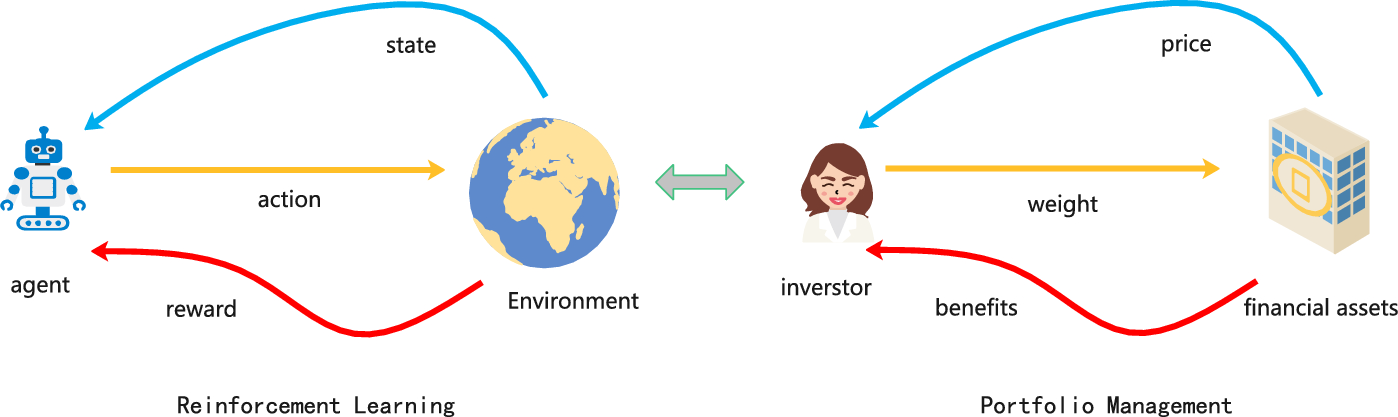 state
action
agent
reward
Environment
Reinforcement Learning
price
weight
inverstor
benefits
financial assets
Portfolio Management